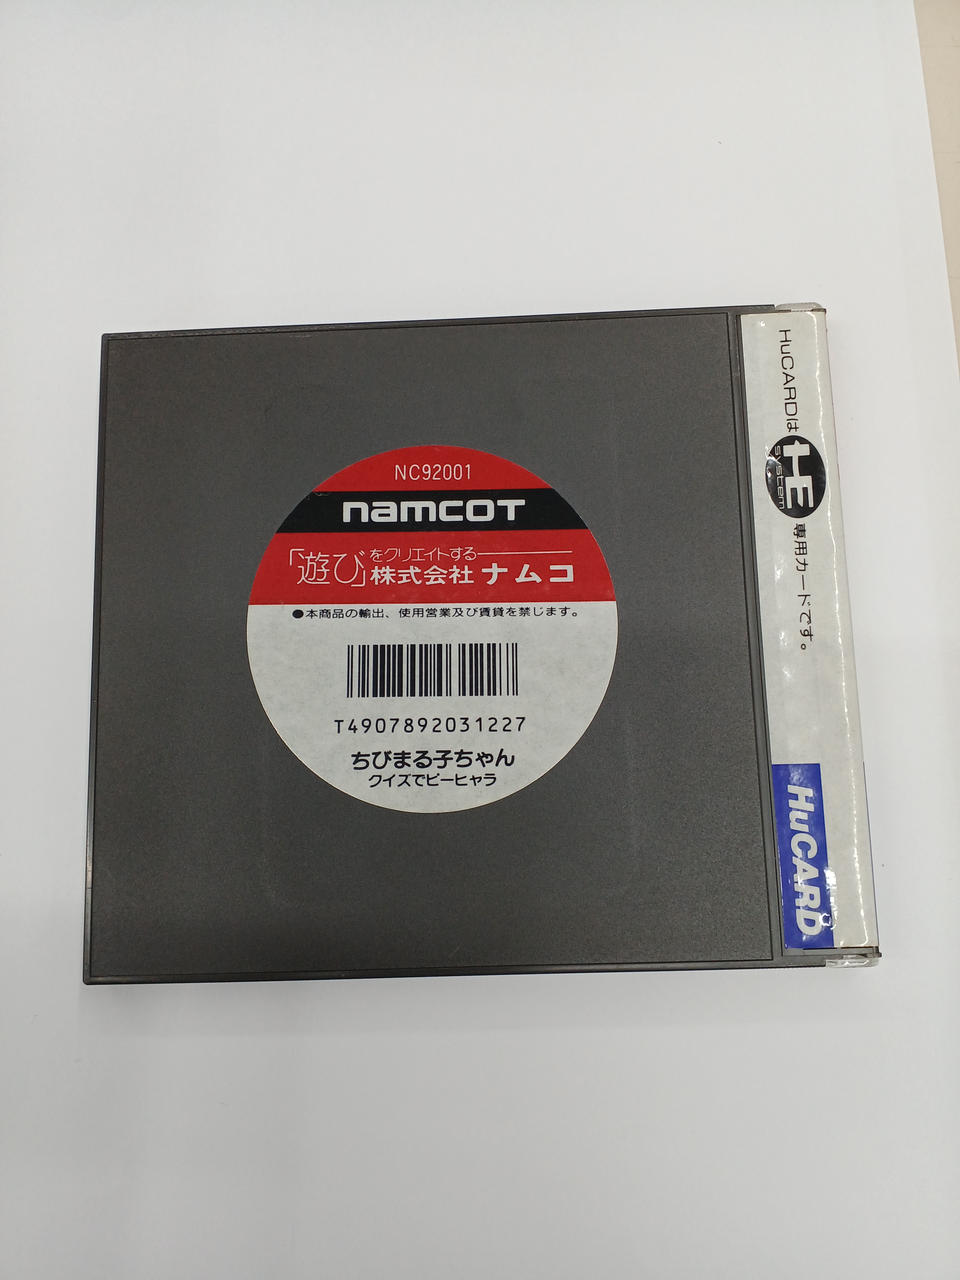 NC92001
namcot
「遊び」をクリエイトする
株式会社ナムコ
●本商品の輸出、使用営業及び賃貸を禁じます。
T4907892031227
ちびまる子ちゃん
クイズでピーヒャラ
HuCARDは
HE
system
専用カードです。
HuCARD